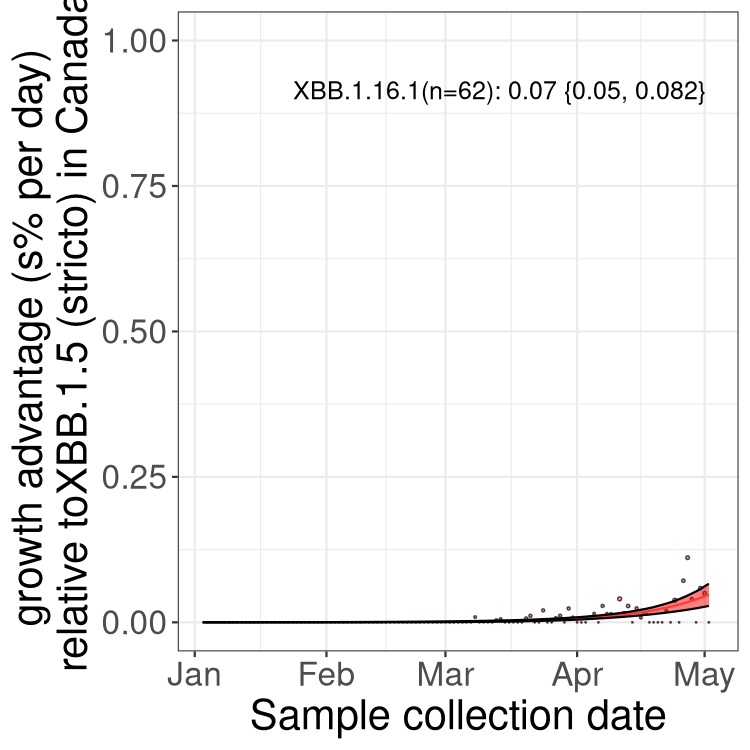 growth advantage (s% per day)
relative toXBB.1.5 (stricto) in Canada
1.00
0.75
0.50
0.25
0.00
XBB.1.16.1(n=62): 0.07 {0.05, 0.082}
Jan Feb Mar Apr May
Sample collection date